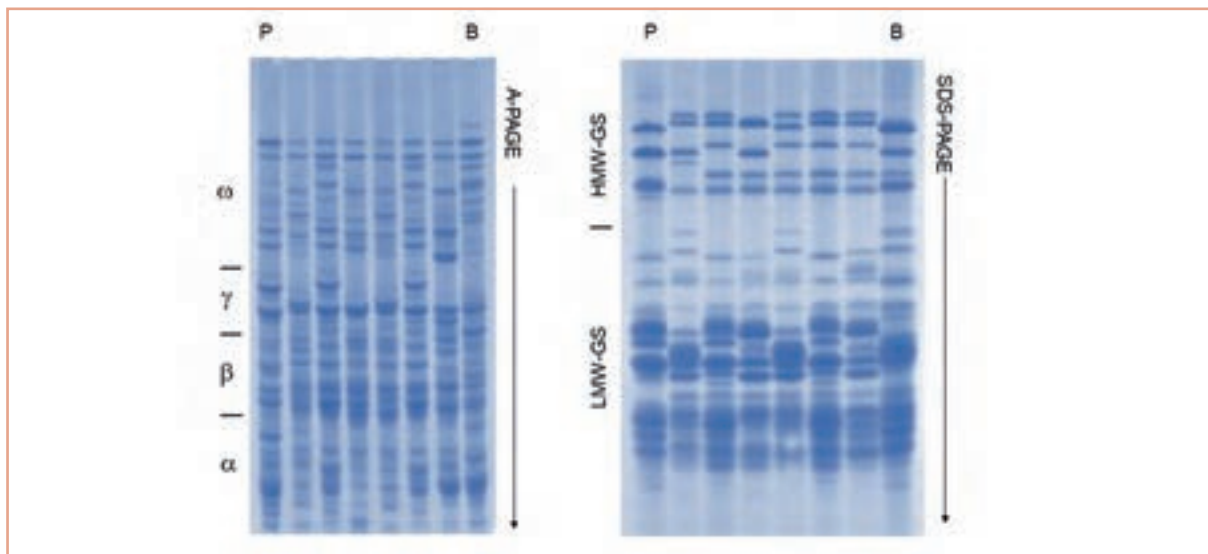 P B
A-PAGE
ω
γ
β
α
P B
SDS-PAGE
HMW-GS
LMW-GS